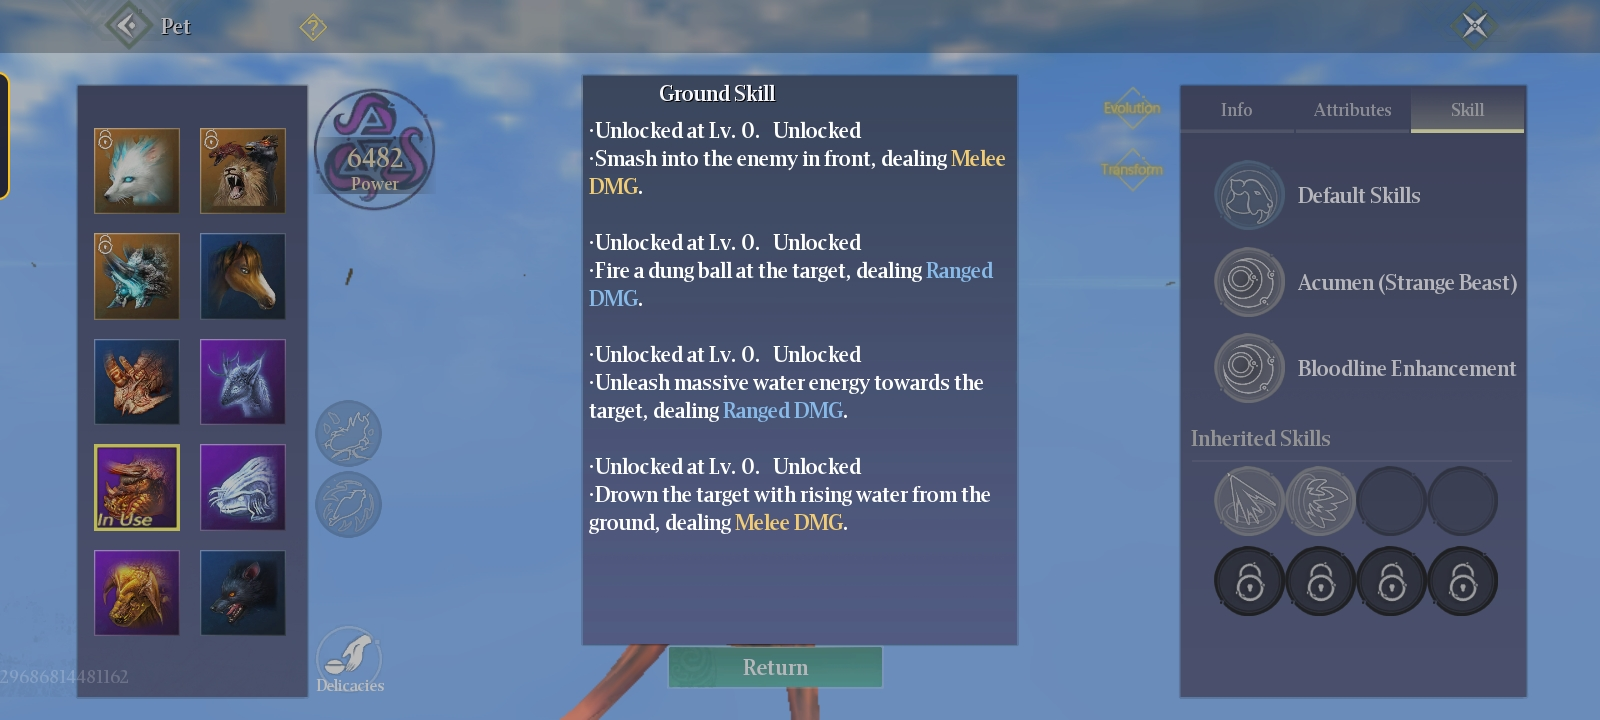 Pet
?
6482
Power
In Use
29686814481162
Delicacies
Ground Skill
·Unlocked at Lv. 0. Unlocked
·Smash into the enemy in front, dealing Melee
DMG.
·Unlocked at Lv. 0. Unlocked
·Fire a dung ball at the target, dealing Ranged
DMG.
·Unlocked at Lv. 0. Unlocked
·Unleash massive water energy towards the
target, dealing Ranged DMG.
·Unlocked at Lv. 0. Unlocked
·Drown the target with rising water from the
ground, dealing Melee DMG.
Return
Evolution
Transform
Info Attributes Skill
Default Skills
Acumen (Strange Beast)
Bloodline Enhancement
Inherited Skills